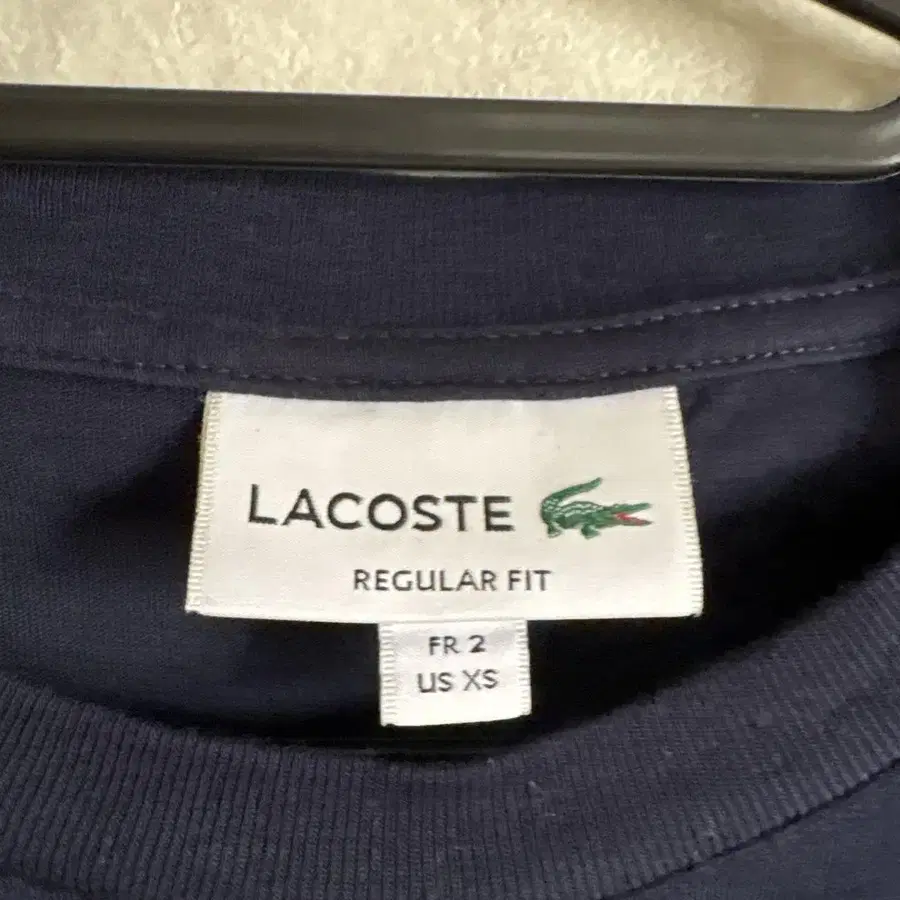 LACOSTE
REGULAR FIT
FR 2
US XS